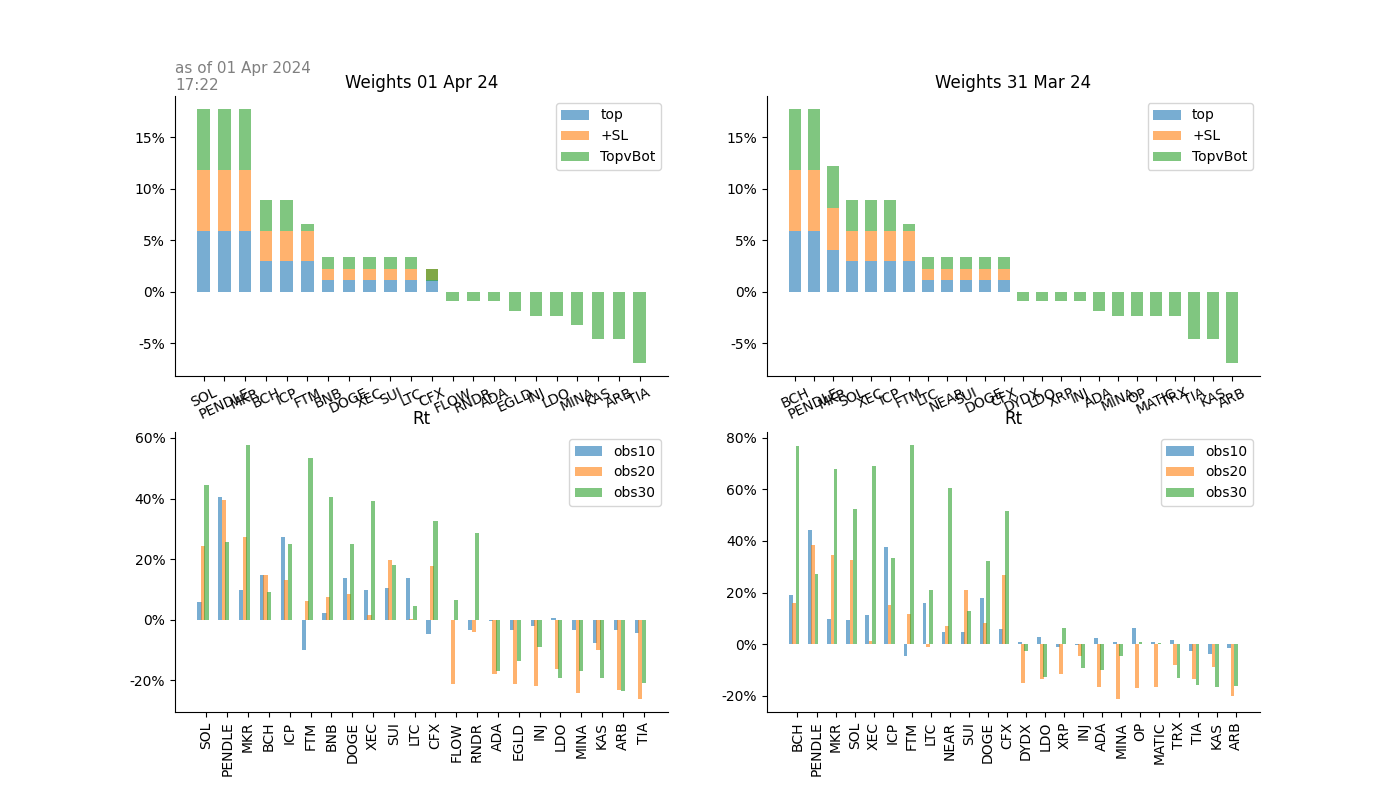 as of 01 Apr 2024
17:22
Weights 01 Apr 24
15%
10%
5%
0%
-5%
top
+SL
TopvBot
SOL
PENDLE
MKR
BCH
ICP
FTM
BNB
DOGE
XEC
SUI
LTC
CFX
FLOW
RNDR
ADA
EGLD
INJ
LDO
MINA
KAS
ARB
TIA
Weights 31 Mar 24
15%
10%
5%
0%
-5%
top
+SL
TopvBot
BCH
PENDLE
MKR
SOL
XEC
ICP
FTM
LTC
NEAR
SUI
DOGE
CFX
DYDX
LDO
XRP
INJ
ADA
MINA
OP
MATIC
TRX
TIA
KAS
ARB
Rt
60%
40%
20%
0%
-20%
obs10
obs20
obs30
SOL
PENDLE
MKR
BCH
ICP
FTM
BNB
DOGE
XEC
SUI
LTC
CFX
FLOW
RNDR
ADA
EGLD
INJ
LDO
MINA
KAS
ARB
TIA
Rt
80%
60%
40%
20%
0%
-20%
obs10
obs20
obs30
BCH
PENDLE
MKR
SOL
XEC
ICP
FTM
LTC
NEAR
SUI
DOGE
CFX
DYDX
LDO
XRP
INJ
ADA
MINA
OP
MATIC
TRX
TIA
KAS
ARB